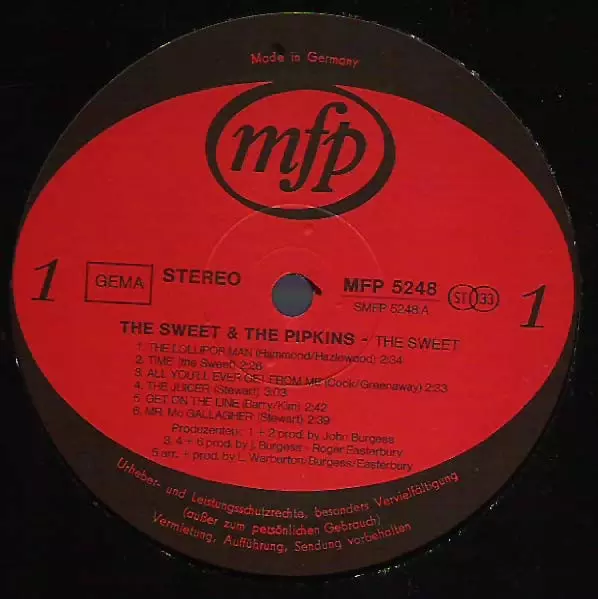 Made in Germany
mfp
1 GEMA STEREO MFP 5248 ST 33 1
SMFP 5248 A
THE SWEET & THE PIPKINS - THE SWEET
1. THE LOLLIPOP MAN (Hammond/Hazlewood) 2:34
2. TIME (the Sweet) 2:26
3. ALL YOU'LL EVER GET FROM ME (Cook/Greenaway) 2:33
4. THE JUICER (Stewart) 3:03
5. GET ON THE LINE (Barry/Kim) 2:42
6. MR. Mc GALLAGHER (Stewart) 2:39
Produzenten: 1 + 2 prod. by John Burgess
3. 4 + 6 prod. by J. Burgess - Roger Easterbury
5 arr. + prod. by L. Warburton, Burgess/Easterbury
Urheber- und Leistungsschutzrechte, besonders Vervielfältigung
(außer zum persönlichen Gebrauch)
Vermietung, Aufführung, Sendung vorbehalten